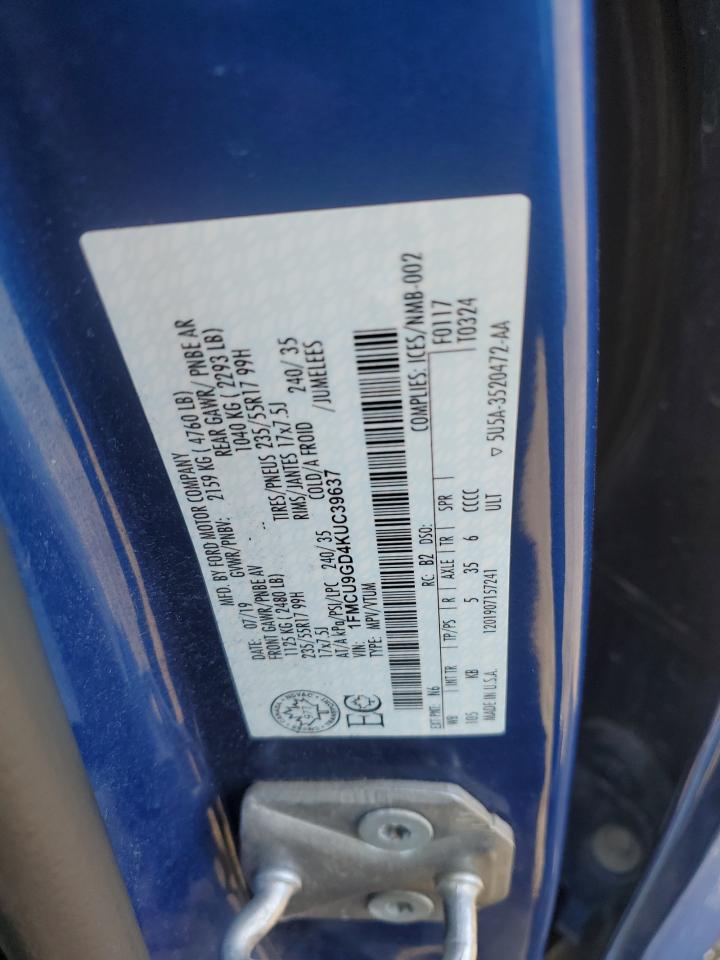 MFD. BY FORD MOTOR COMPANY
DATE: 07/19 GVWR/PNBV: 2159 KG ( 4760 LB)
FRONT GAWR/PNBE AV REAR GAWR/ PNBE AR
1125 KG ( 2480 LB) 1040 KG ( 2293 LB)
235/55R17 99H TIRES/PNEUS 235/55R17 99H
17x7.5J RIMS/JANTES 17x7.5J
AT/A kPa/PSI/LPC 240/35 COLD/A FROID 240/35
VIN: 1FMCU9GD4KUC39637 /JUMELEES
TYPE: MPV/VTUM
COMPLIES: ICES/NMB-002
EXT PNT: N6 RC: B2 DSO: F0117
WB INT TR TP/PS R AXLE TR SPR T0324
105 KB 5 35 6 CCCC
ULT
MADE IN U.S.A. 1201907157241 5U5A-3520472-AA
EC
977